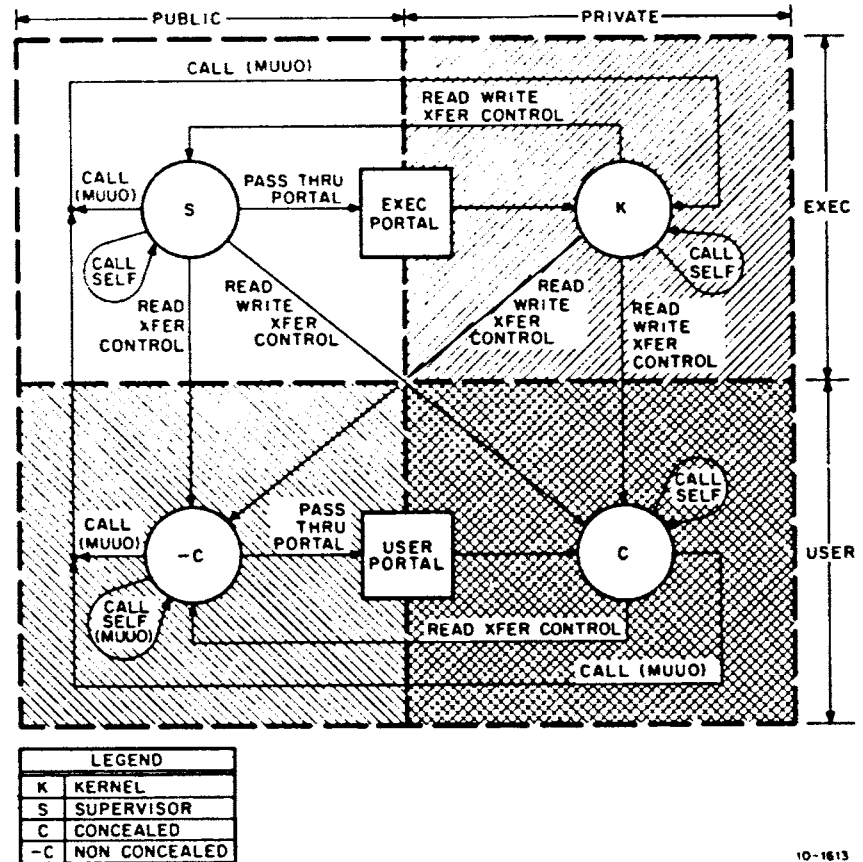 PUBLIC
PRIVATE
CALL (MUUO)
READ WRITE
XFER CONTROL
CALL
(MUUO)
S
PASS THRU
PORTAL
EXEC
PORTAL
K
EXEC
CALL
SELF
CALL
SELF
READ
XFER
CONTROL
READ
WRITE
XFER
CONTROL
READ
WRITE
XFER
CONTROL
READ
WRITE
XFER
CONTROL
CALL
SELF
CALL
(MUUO)
-C
PASS
THRU
PORTAL
USER
PORTAL
C
USER
CALL
SELF
(MUUO)
READ XFER CONTROL
CALL (MUUO)
LEGEND
K KERNEL
S SUPERVISOR
C CONCEALED
-C NON CONCEALED
10-1613